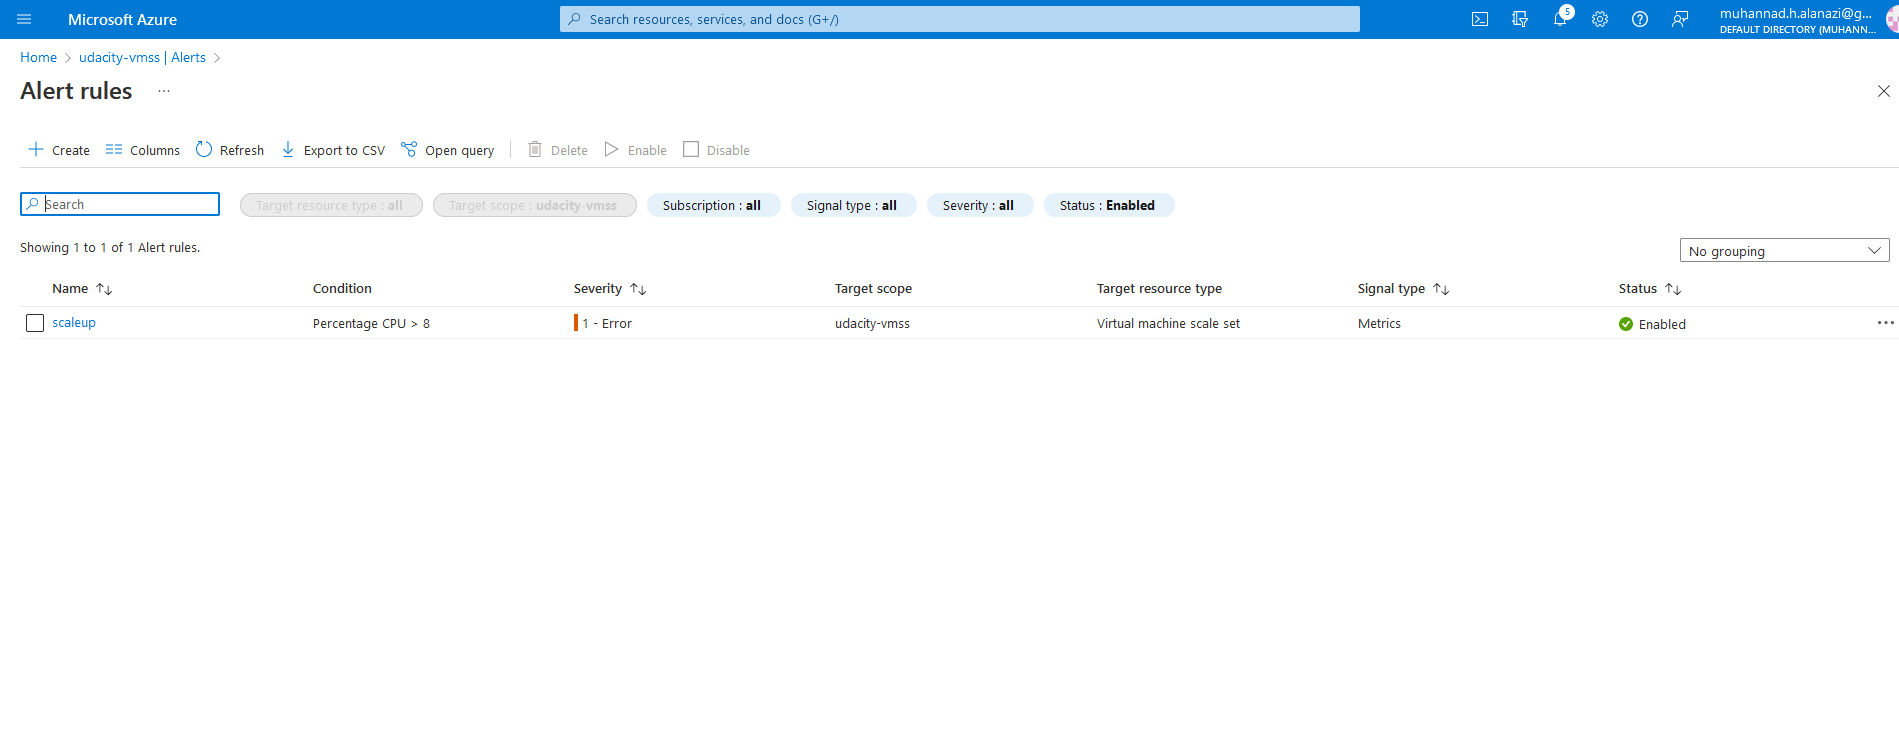 Microsoft Azure
Search resources, services, and docs (G+/)
5
muhannad.h.alanazi@g...
DEFAULT DIRECTORY (MUHANN...
Home > udacity-vmss | Alerts >
Alert rules ...
Create Columns Refresh Export to CSV Open query Delete Enable Disable
Search Target resource type : all Target scope : udacity-vmss Subscription : all Signal type : all Severity : all Status : Enabled
Showing 1 to 1 of 1 Alert rules.
No grouping
Name Condition Severity Target scope Target resource type Signal type Status
scaleup Percentage CPU > 8 1 - Error udacity-vmss Virtual machine scale set Metrics Enabled ...